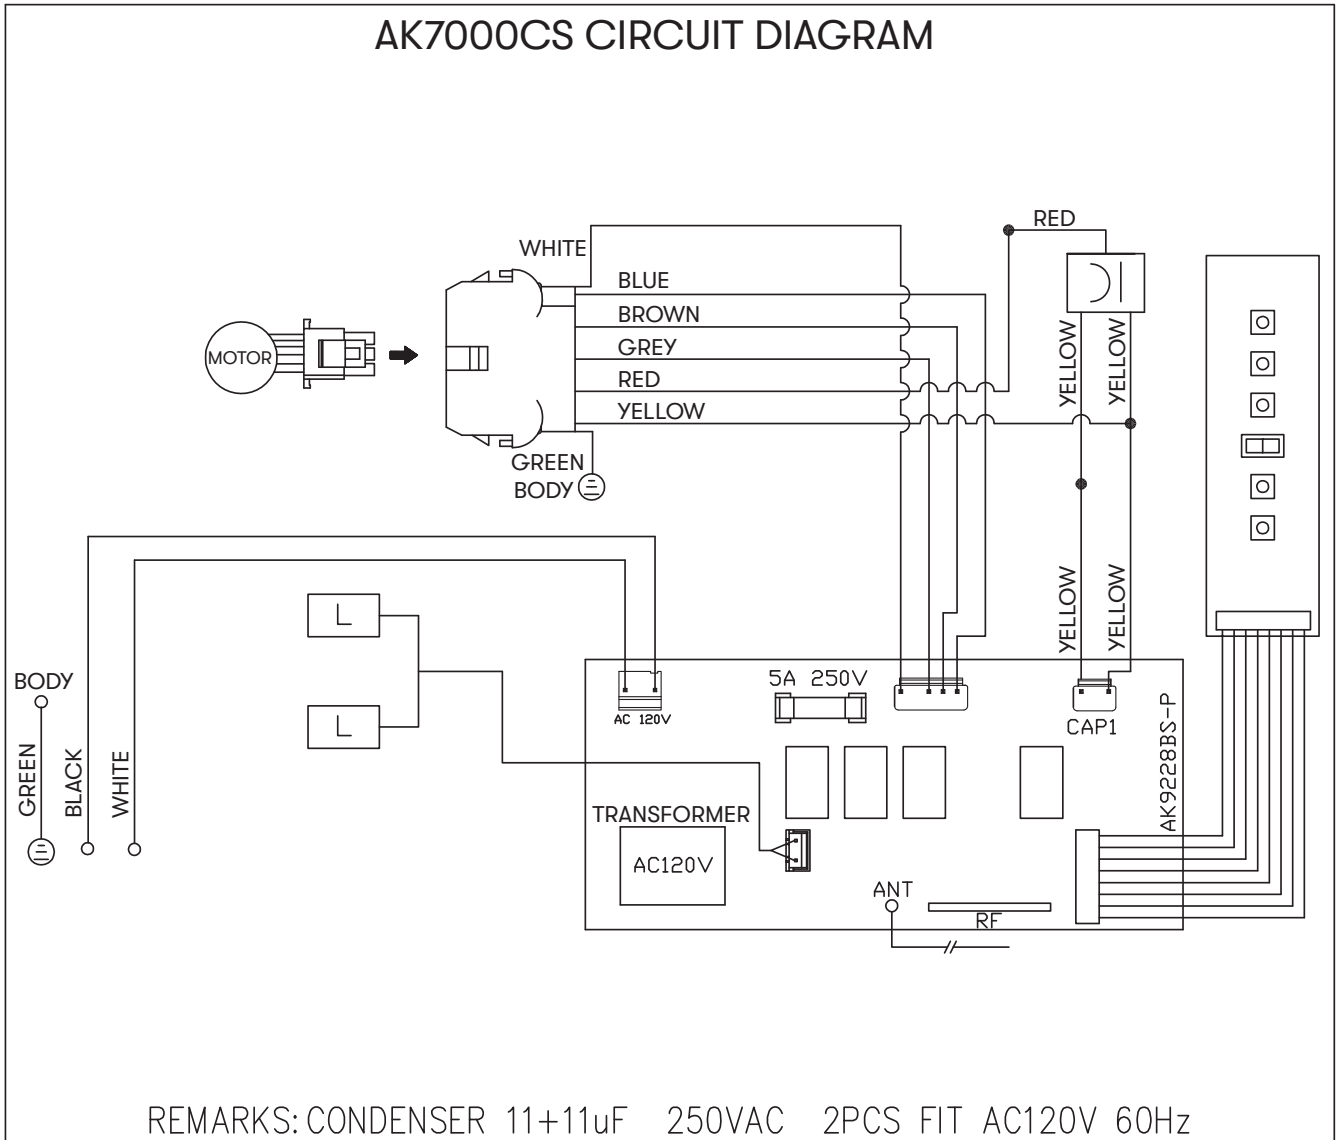 AK7000CS CIRCUIT DIAGRAM
RED
WHITE
BLUE
BROWN
GREY
RED
YELLOW
MOTOR
YELLOW
YELLOW
GREEN
BODY
YELLOW
YELLOW
L
L
BODY
GREEN
BLACK
WHITE
5A 250V
AC 120V
CAP1
AK9228BS-P
TRANSFORMER
AC120V
ANT
RF
REMARKS: CONDENSER 11+11uF 250VAC 2PCS FIT AC120V 60Hz